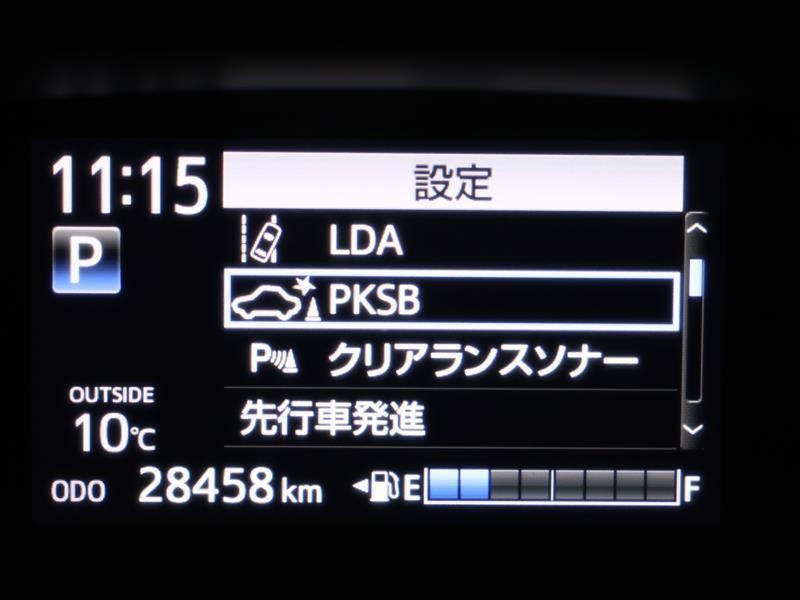 11:15
設定
LDA
P
PKSB
P クリアランスソナー
先行車発進
OUTSIDE
10℃
ODO 28458 km E F